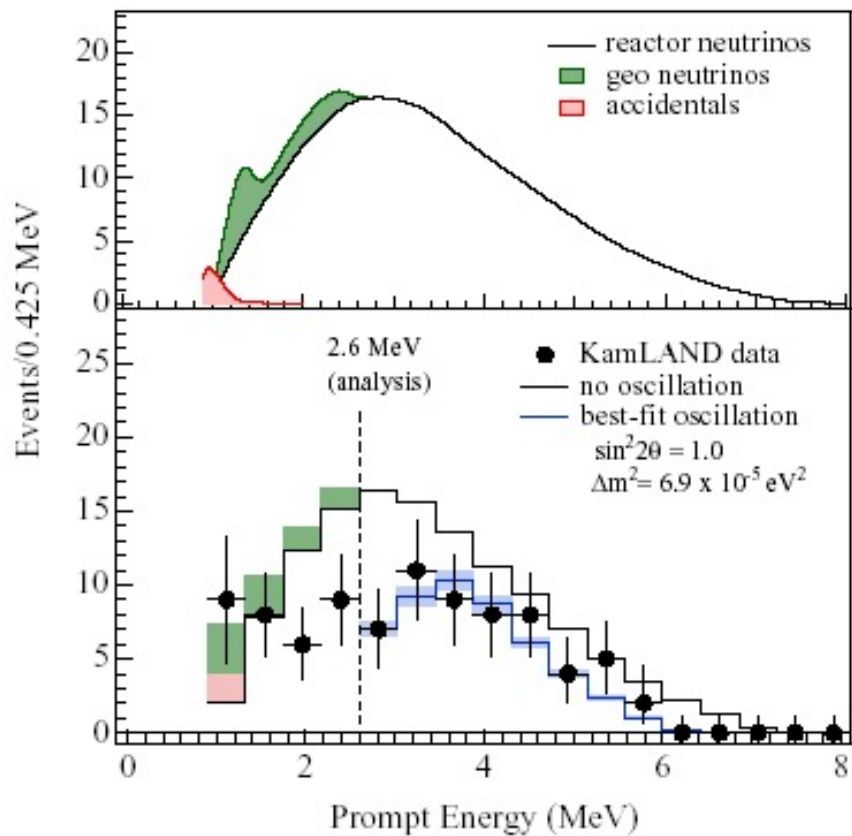 20
15
10
5
0
reactor neutrinos
geo neutrinos
accidentals
Events/0.425 MeV
25
20
15
10
5
0
2.6 MeV
(analysis)
KamLAND data
no oscillation
best-fit oscillation
sin²2θ = 1.0
Δm²= 6.9 x 10⁻⁵ eV²
0 2 4 6 8
Prompt Energy (MeV)